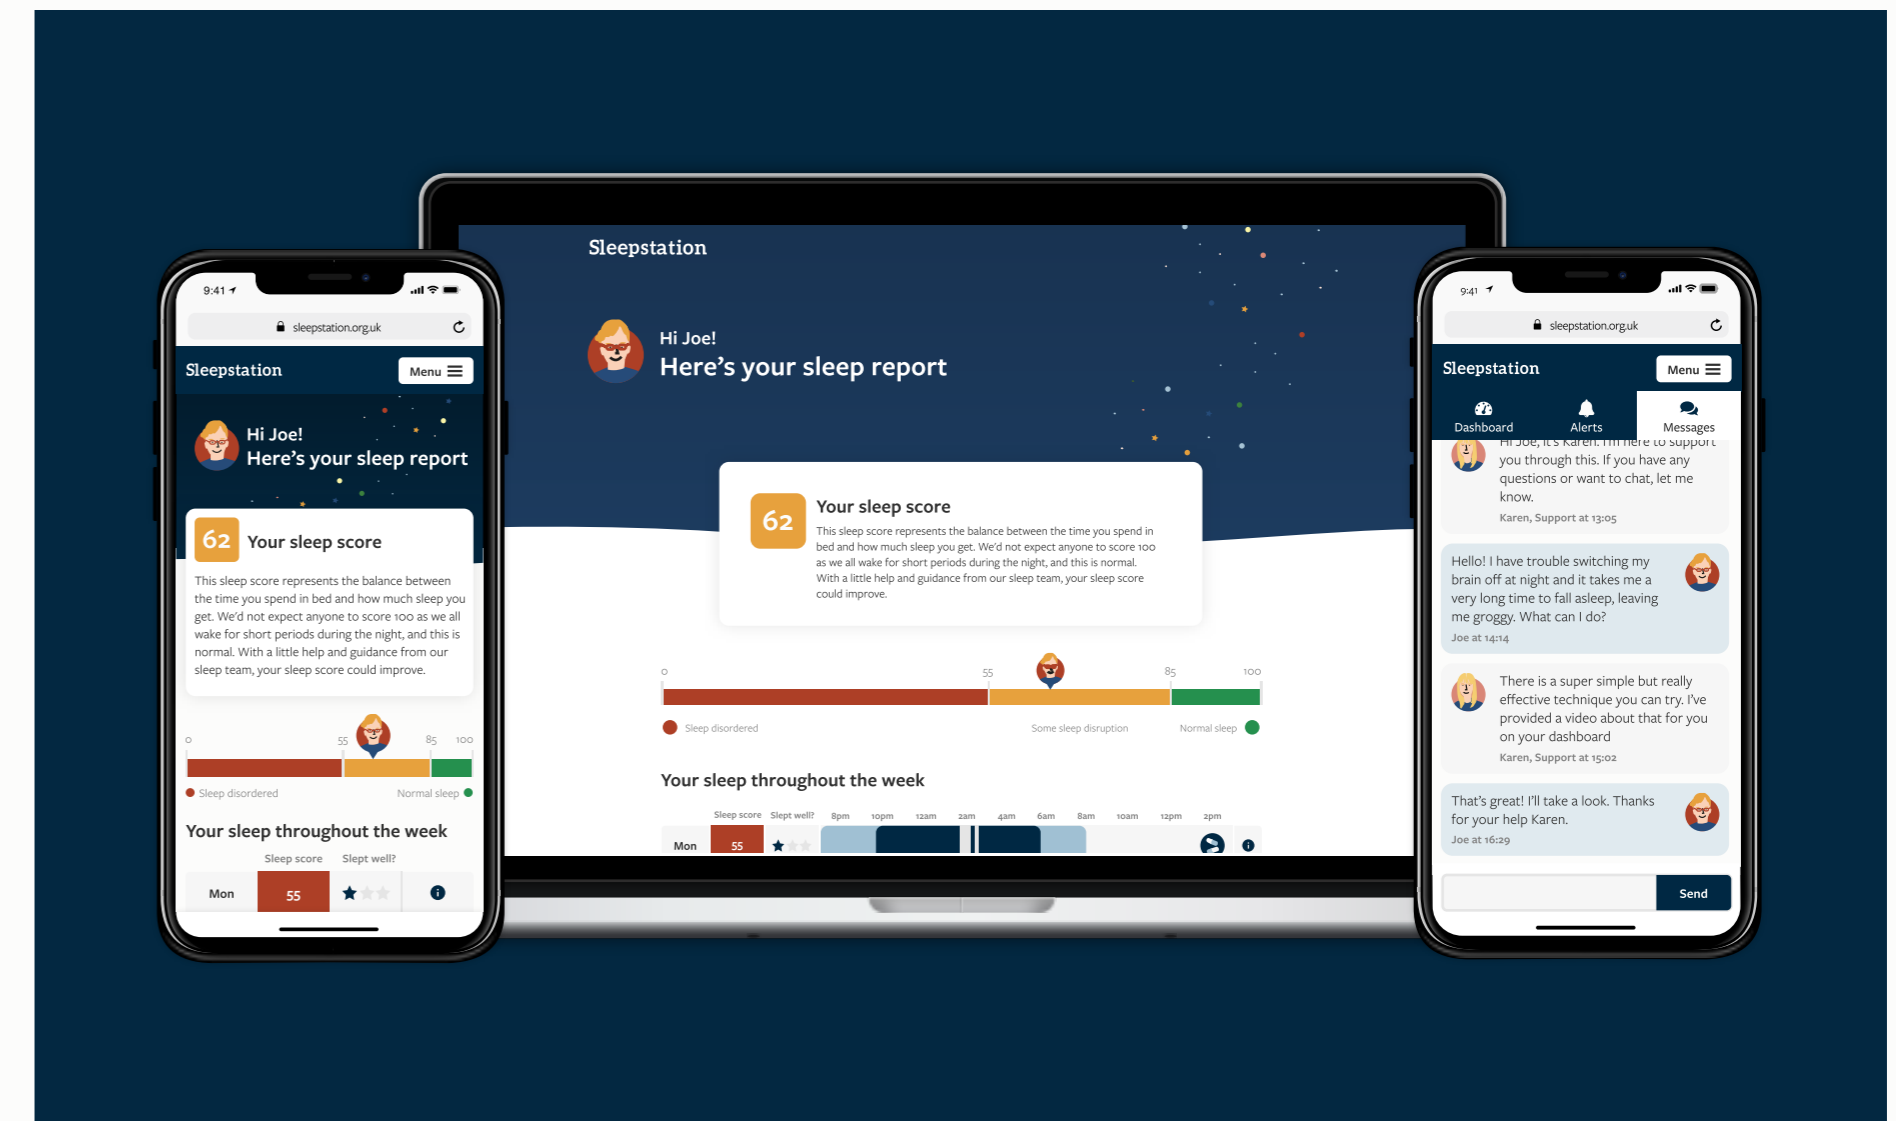 9:41
sleepstation.org.uk
Sleepstation
Menu
Hi Joe!
Here's your sleep report
62
Your sleep score
This sleep score represents the balance between
the time you spend in bed and how much sleep you
get. We'd not expect anyone to score 100 as we all
wake for short periods during the night, and this is
normal. With a little help and guidance from our
sleep team, your sleep score could improve.
0 55 85 100
Sleep disordered Normal sleep
Your sleep throughout the week
Sleep score Slept well?
Mon 55
Sleepstation
Hi Joe!
Here's your sleep report
62
Your sleep score
This sleep score represents the balance between the time you spend in
bed and how much sleep you get. We'd not expect anyone to score 100
as we all wake for short periods during the night, and this is normal.
With a little help and guidance from our sleep team, your sleep score
could improve.
0 55 85 100
Sleep disordered Some sleep disruption Normal sleep
Your sleep throughout the week
Sleep score Slept well? 8pm 10pm 12am 2am 4am 6am 8am 10am 12pm 2pm
Mon 55
9:41
sleepstation.org.uk
Sleepstation
Menu
Dashboard Alerts Messages
Hi Joe, it's Karen. I'm here to support
you through this. If you have any
questions or want to chat, let me
know.
Karen, Support at 13:05
Hello! I have trouble switching my
brain off at night and it takes me a
very long time to fall asleep, leaving
me groggy. What can I do?
Joe at 14:14
There is a super simple but really
effective technique you can try. I've
provided a video about that for you
on your dashboard
Karen, Support at 15:02
That's great! I'll take a look. Thanks
for your help Karen.
Joe at 16:29
Send